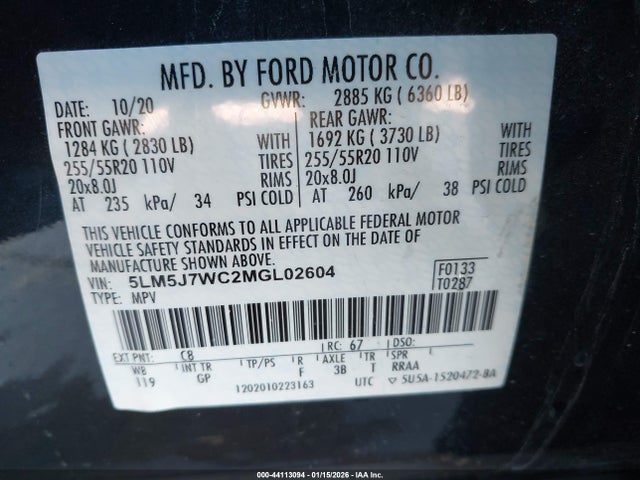 MFD. BY FORD MOTOR CO.
DATE: 10/20 GVWR: 2885 KG ( 6360 LB)
FRONT GAWR: REAR GAWR:
1284 KG ( 2830 LB) WITH 1692 KG ( 3730 LB) WITH
255/55R20 110V TIRES 255/55R20 110V TIRES
20x8.0J RIMS 20x8.0J RIMS
AT 235 kPa/ 34 PSI COLD AT 260 kPa/ 38 PSI COLD
THIS VEHICLE CONFORMS TO ALL APPLICABLE FEDERAL MOTOR
VEHICLE SAFETY STANDARDS IN EFFECT ON THE DATE OF
MANUFACTURE SHOWN ABOVE.
VIN: 5LM5J7WC2MGL02604 F0133
TYPE: MPV T0287
EXT PNT: C8 RC: 67 DSO:
WB INT TR TP/PS R AXLE TR SPR
119 GP F 3B T RRAA
1202010223163 UTC ▽ 5U5A-1520472-BA
000-44113094 - 01/15/2026 - IAA Inc.